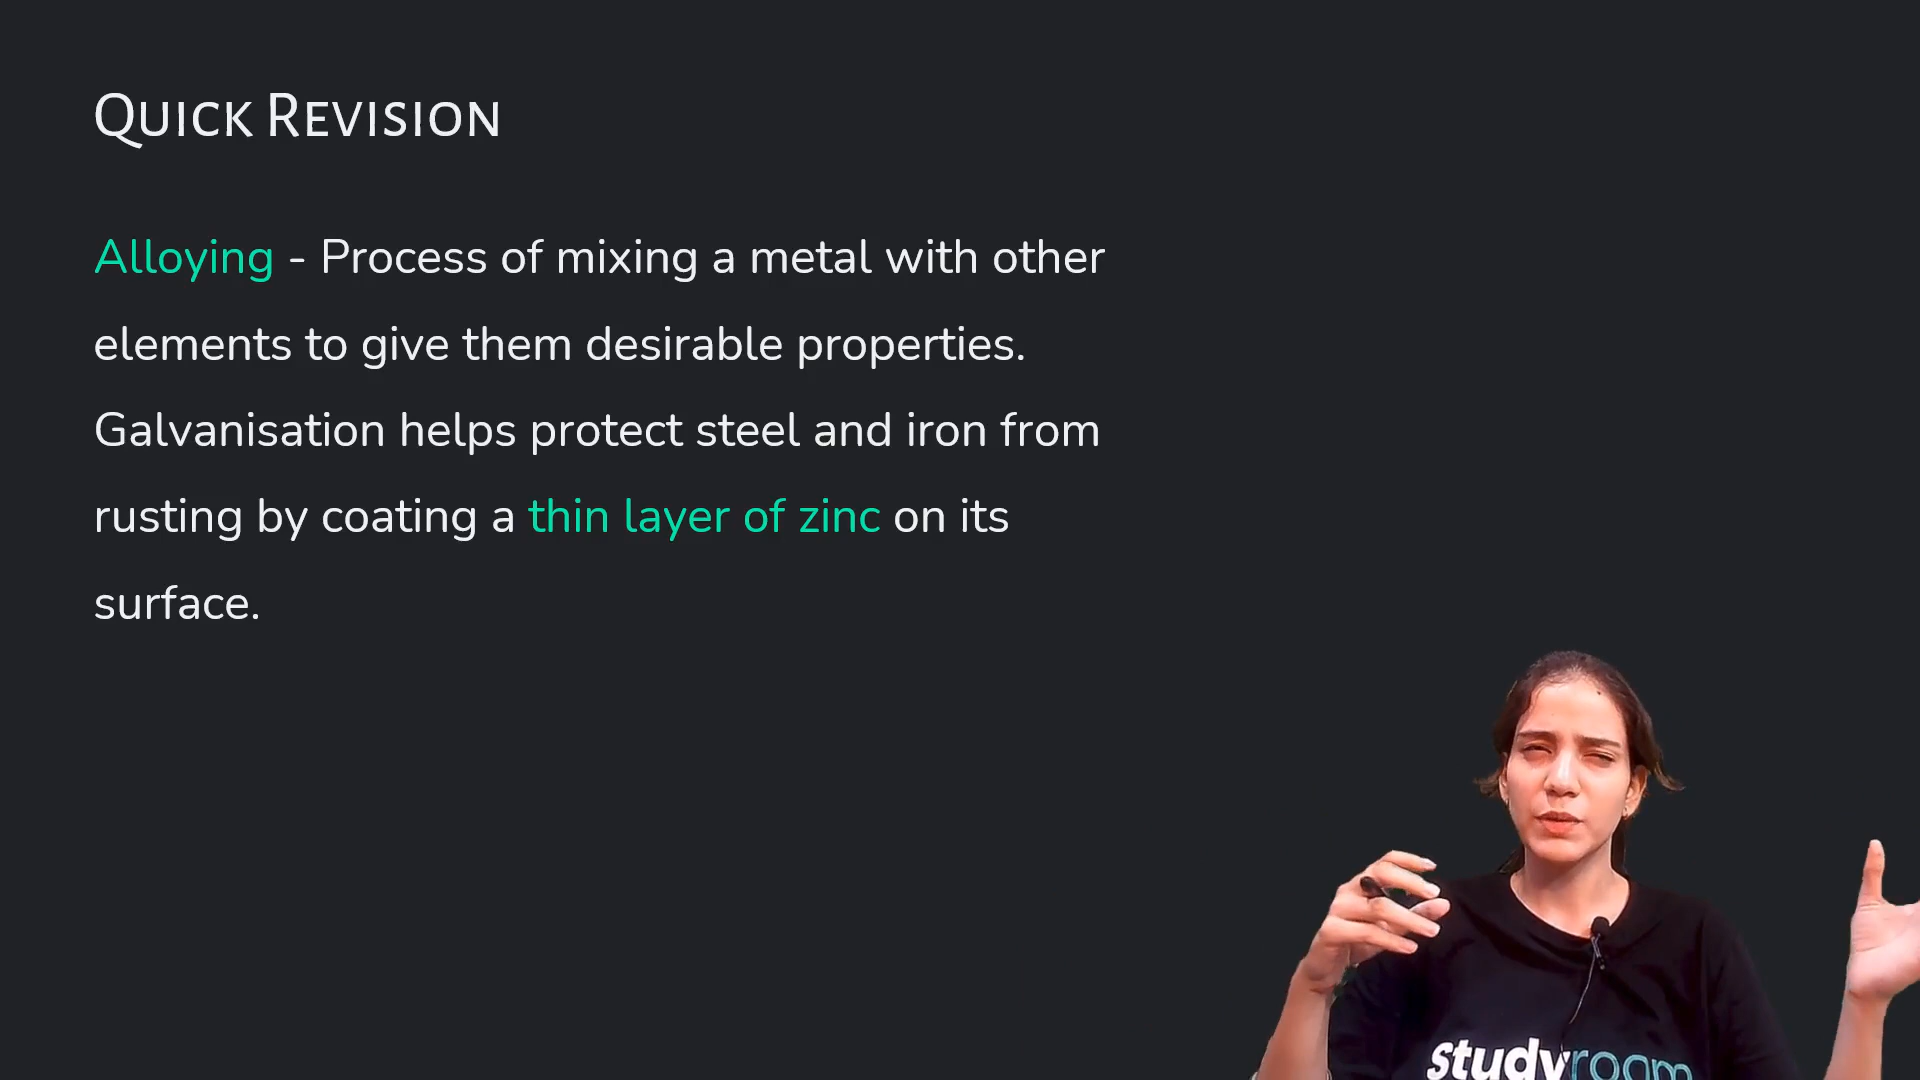 Quick Revision
Alloying - Process of mixing a metal with other
elements to give them desirable properties.
Galvanisation helps protect steel and iron from
rusting by coating a thin layer of zinc on its
surface.
studyroam